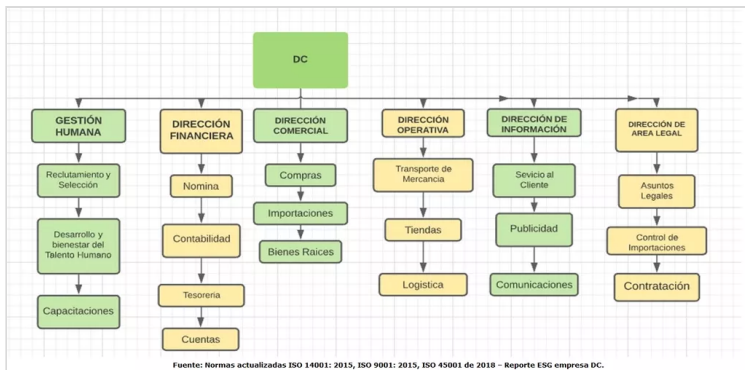 DC
GESTIÓN
HUMANA
Reclutamiento y
Selección
Desarrollo y
bienestar del
Talento Humano
Capacitaciones
DIRECCIÓN
FINANCIERA
Nomina
Contabilidad
Tesoreria
Cuentas
DIRECCIÓN
COMERCIAL
Compras
Importaciones
Bienes Raices
DIRECCIÓN
OPERATIVA
Transporte de
Mercancia
Tiendas
Logistica
DIRECCIÓN DE
INFORMACIÓN
Sevicio al
Cliente
Publicidad
Comunicaciones
DIRECCIÓN DE
AREA LEGAL
Asuntos
Legales
Control de
Importaciones
Contratación
Fuente: Normas actualizadas ISO 14001: 2015, ISO 9001: 2015, ISO 45001 de 2018 – Reporte ESG empresa DC.